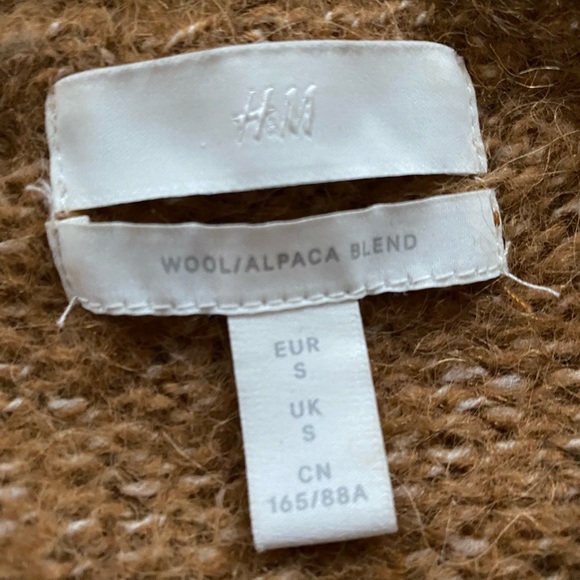 H&M
WOOL/ALPACA BLEND
EUR
S
UK
S
CN
165/88A